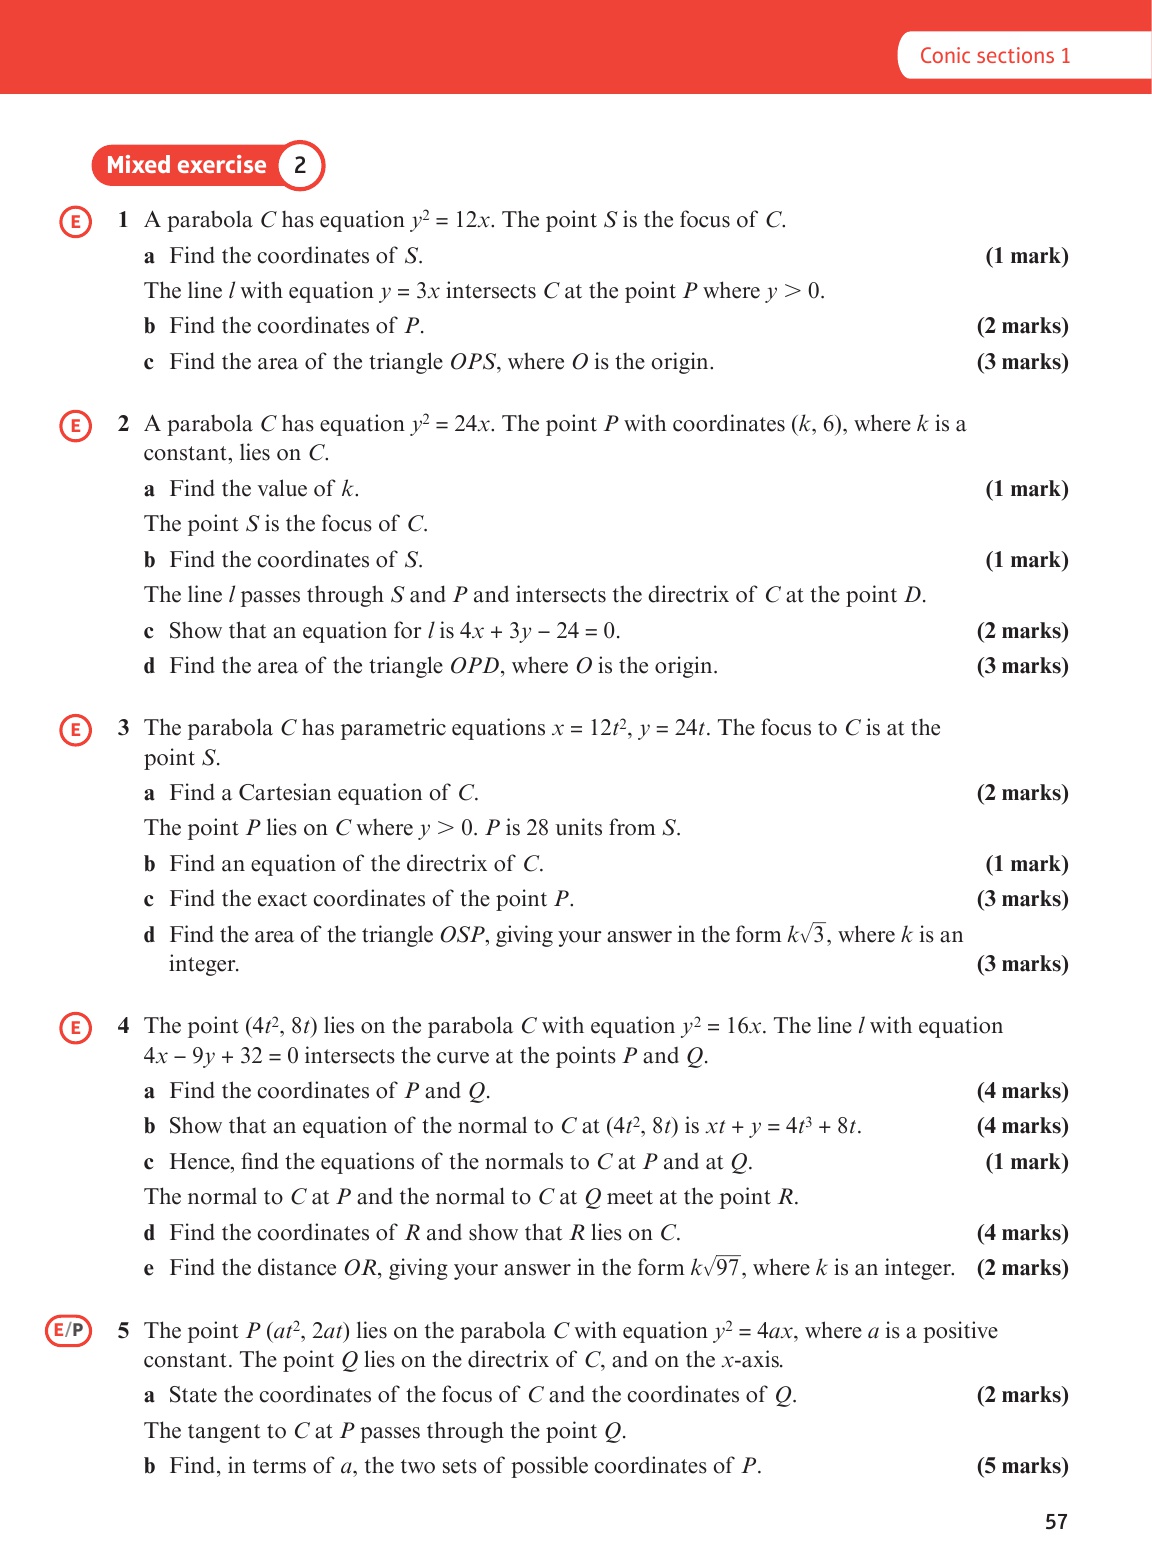 Conic sections 1
Mixed exercise 2
E 1 A parabola C has equation y² = 12x. The point S is the focus of C.
a Find the coordinates of S. (1 mark)
The line l with equation y = 3x intersects C at the point P where y > 0.
b Find the coordinates of P. (2 marks)
c Find the area of the triangle OPS, where O is the origin. (3 marks)
E 2 A parabola C has equation y² = 24x. The point P with coordinates (k, 6), where k is a
constant, lies on C.
a Find the value of k. (1 mark)
The point S is the focus of C.
b Find the coordinates of S. (1 mark)
The line l passes through S and P and intersects the directrix of C at the point D.
c Show that an equation for l is 4x + 3y − 24 = 0. (2 marks)
d Find the area of the triangle OPD, where O is the origin. (3 marks)
E 3 The parabola C has parametric equations x = 12t², y = 24t. The focus to C is at the
point S.
a Find a Cartesian equation of C. (2 marks)
The point P lies on C where y > 0. P is 28 units from S.
b Find an equation of the directrix of C. (1 mark)
c Find the exact coordinates of the point P. (3 marks)
d Find the area of the triangle OSP, giving your answer in the form k√3, where k is an
integer. (3 marks)
E 4 The point (4t², 8t) lies on the parabola C with equation y² = 16x. The line l with equation
4x − 9y + 32 = 0 intersects the curve at the points P and Q.
a Find the coordinates of P and Q. (4 marks)
b Show that an equation of the normal to C at (4t², 8t) is xt + y = 4t³ + 8t. (4 marks)
c Hence, find the equations of the normals to C at P and at Q. (1 mark)
The normal to C at P and the normal to C at Q meet at the point R.
d Find the coordinates of R and show that R lies on C. (4 marks)
e Find the distance OR, giving your answer in the form k√97, where k is an integer. (2 marks)
E/P 5 The point P (at², 2at) lies on the parabola C with equation y² = 4ax, where a is a positive
constant. The point Q lies on the directrix of C, and on the x-axis.
a State the coordinates of the focus of C and the coordinates of Q. (2 marks)
The tangent to C at P passes through the point Q.
b Find, in terms of a, the two sets of possible coordinates of P. (5 marks)
57